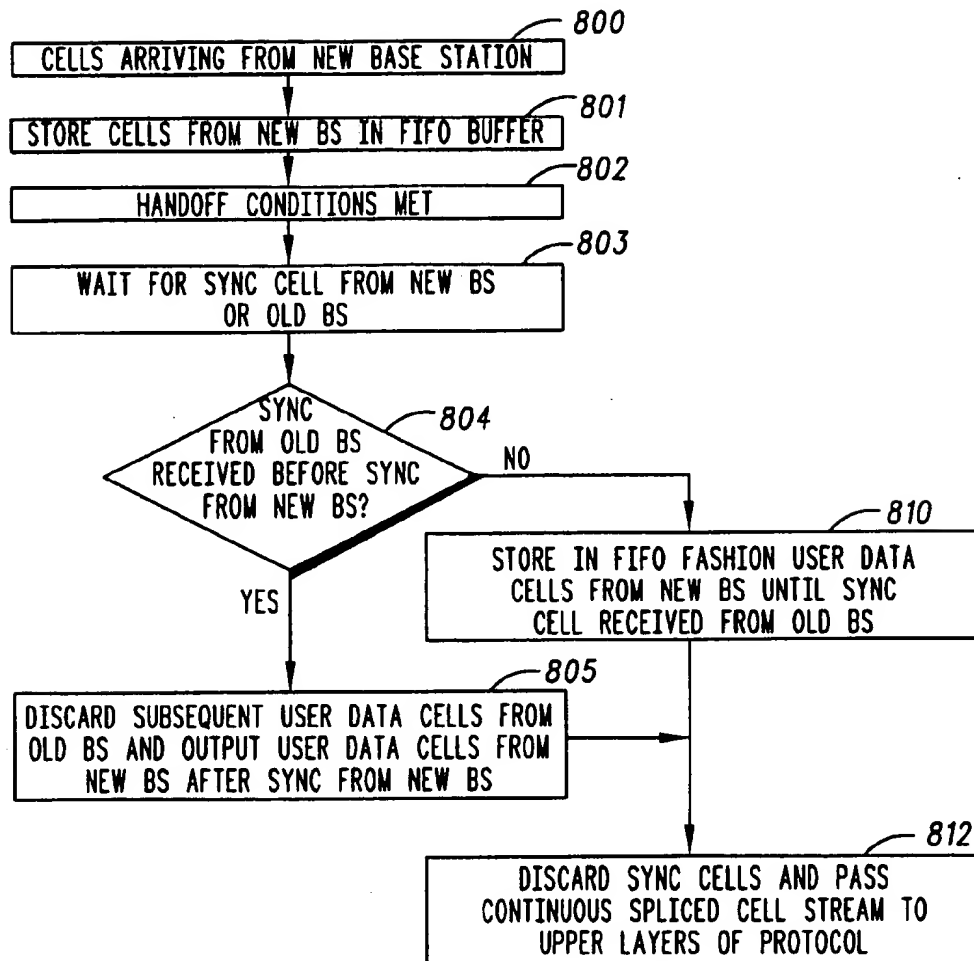 800
CELLS ARRIVING FROM NEW BASE STATION
801
STORE CELLS FROM NEW BS IN FIFO BUFFER
802
HANDOFF CONDITIONS MET
803
WAIT FOR SYNC CELL FROM NEW BS
OR OLD BS
804
SYNC
FROM OLD BS
RECEIVED BEFORE SYNC
FROM NEW BS?
NO
YES
810
STORE IN FIFO FASHION USER DATA
CELLS FROM NEW BS UNTIL SYNC
CELL RECEIVED FROM OLD BS
805
DISCARD SUBSEQUENT USER DATA CELLS FROM
OLD BS AND OUTPUT USER DATA CELLS FROM
NEW BS AFTER SYNC FROM NEW BS
812
DISCARD SYNC CELLS AND PASS
CONTINUOUS SPLICED CELL STREAM TO
UPPER LAYERS OF PROTOCOL